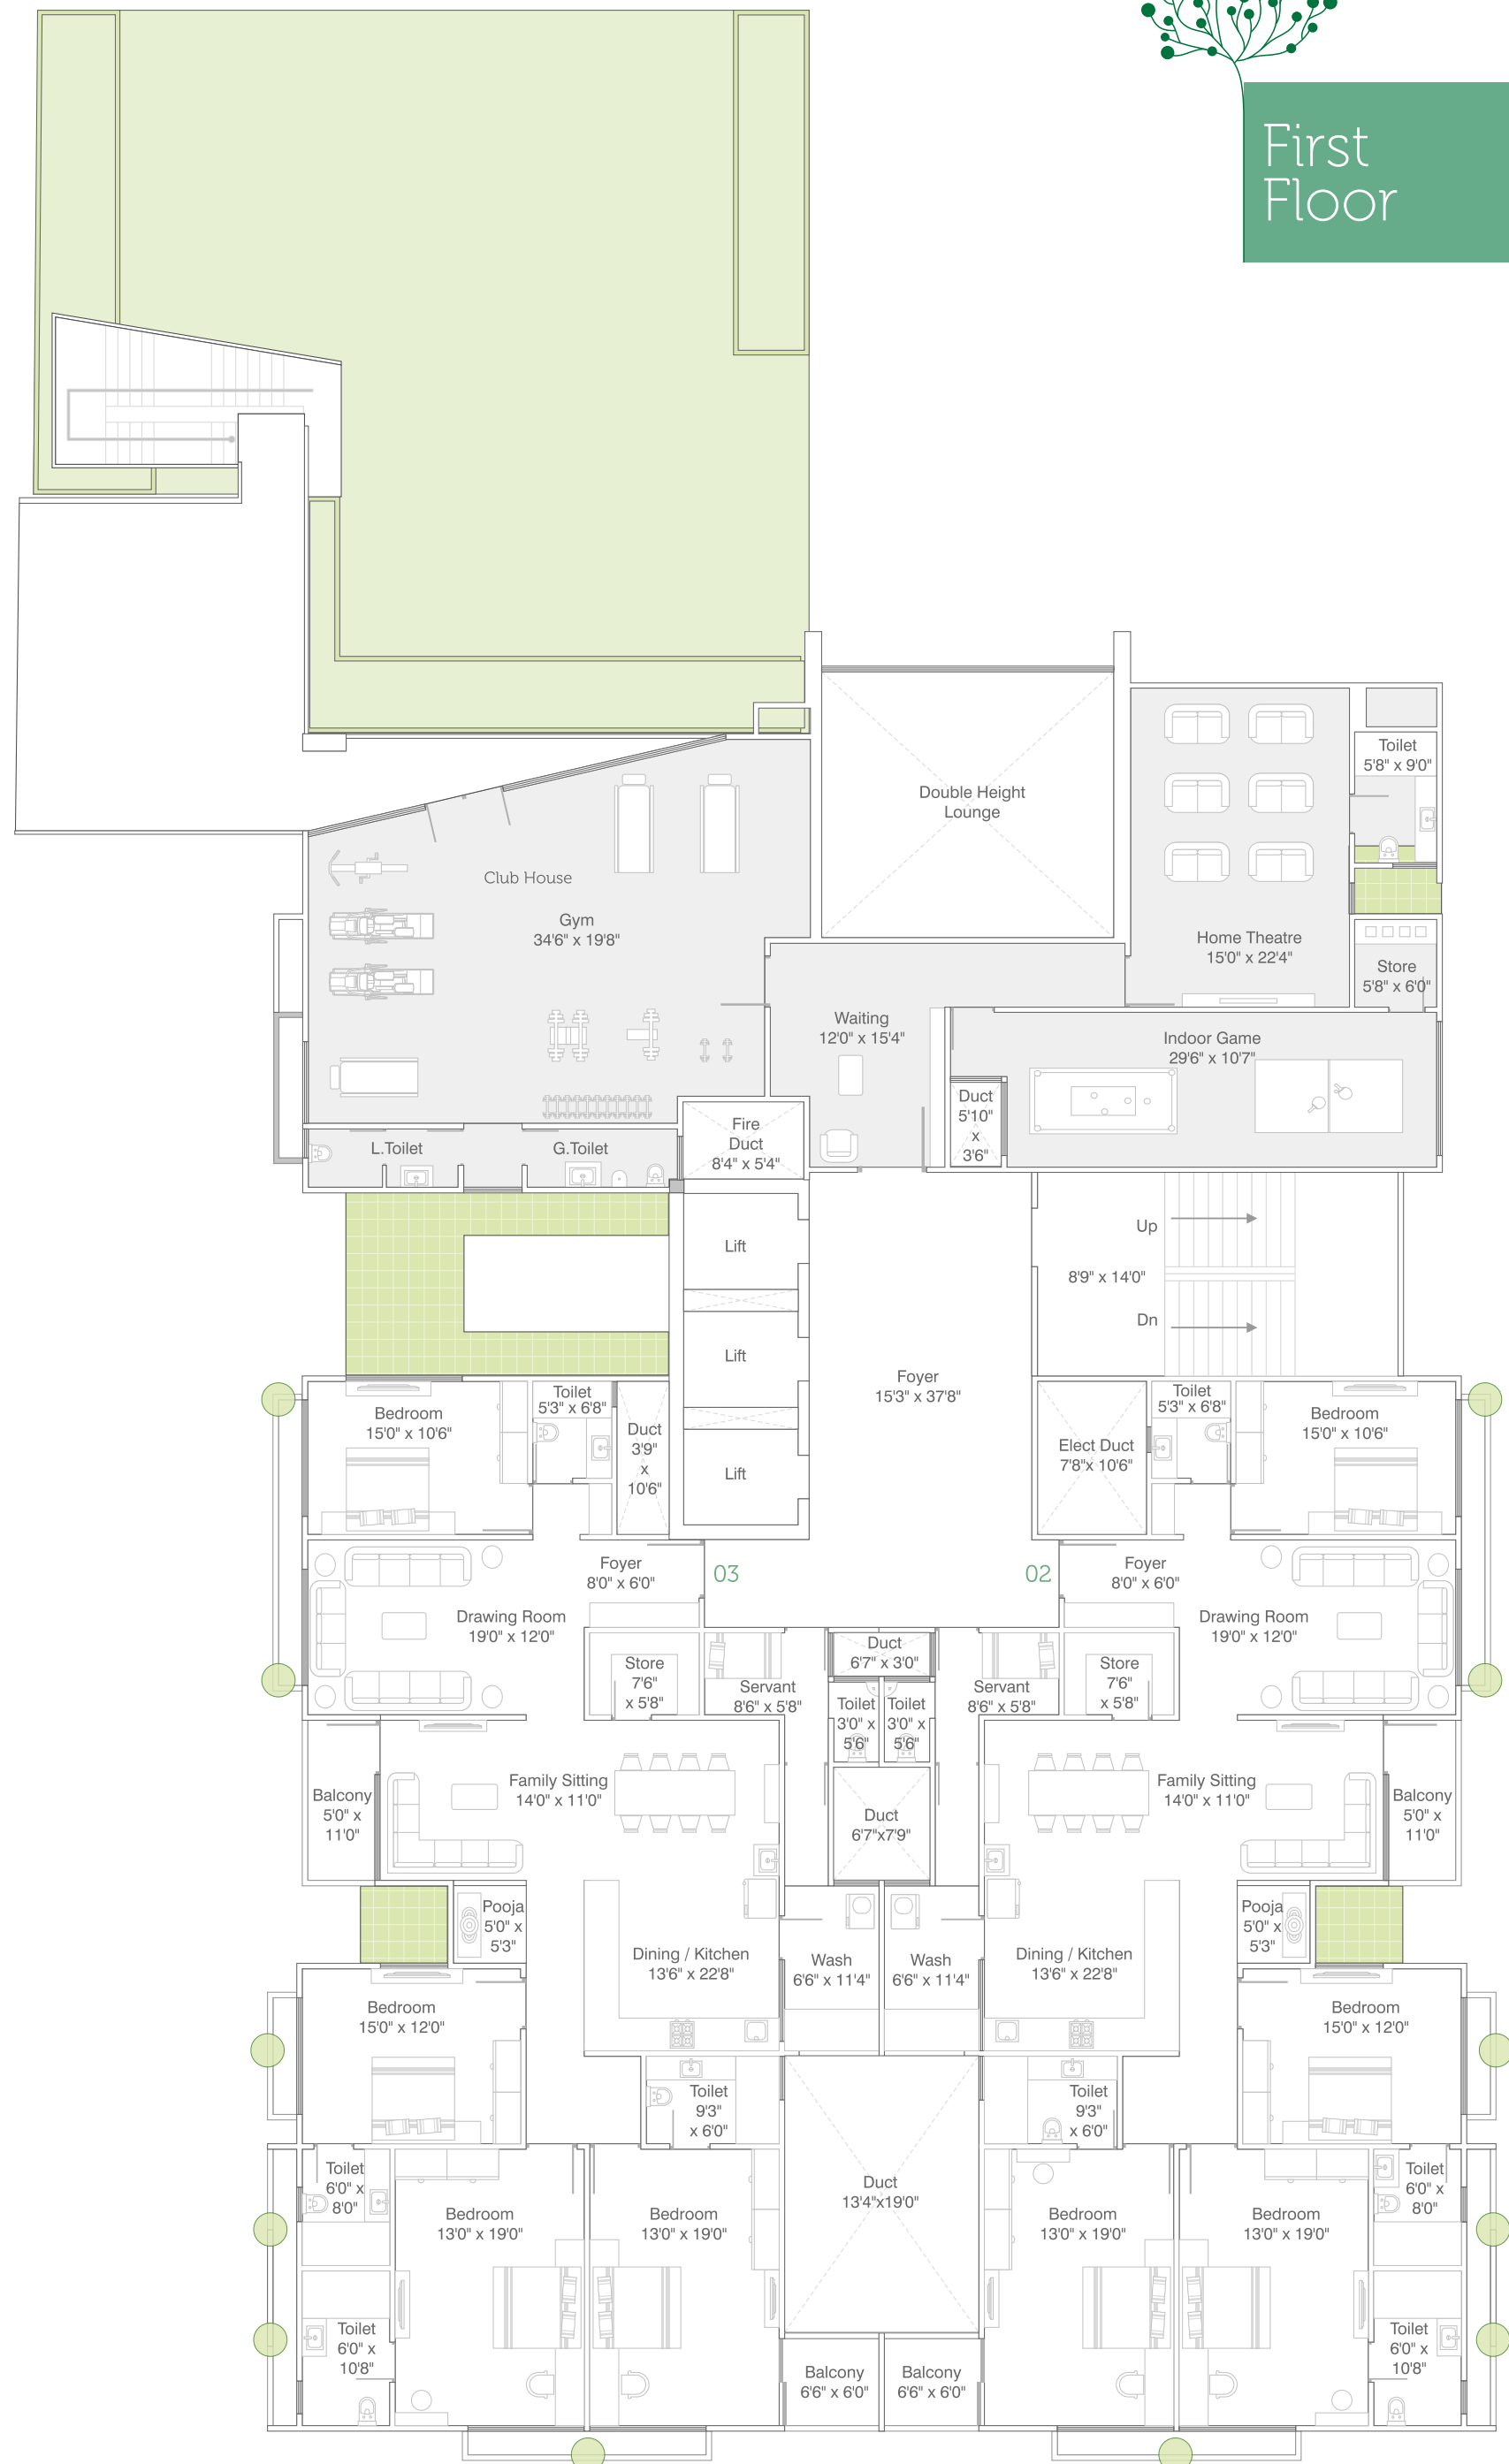 First
Floor
Toilet
5'8" x 9'0"
Double Height
Lounge
Club House
Gym
34'6" x 19'8"
Home Theatre
15'0" x 22'4"
Store
5'8" x 6'0"
Waiting
12'0" x 15'4"
Indoor Game
29'6" x 10'7"
Duct
5'10"
x
3'6"
Fire
Duct
8'4" x 5'4"
L.Toilet
G.Toilet
Lift
Up
8'9" x 14'0"
Dn
Lift
Foyer
15'3" x 37'8"
Lift
Bedroom
15'0" x 10'6"
Toilet
5'3" x 6'8"
Duct
3'9"
x
10'6"
Elect Duct
7'8"x 10'6"
Toilet
5'3" x 6'8"
Bedroom
15'0" x 10'6"
Foyer
8'0" x 6'0"
03
02
Foyer
8'0" x 6'0"
Drawing Room
19'0" x 12'0"
Drawing Room
19'0" x 12'0"
Store
7'6"
x 5'8"
Servant
8'6" x 5'8"
Duct
6'7" x 3'0"
Toilet
3'0" x
5'6"
Toilet
3'0" x
5'6"
Servant
8'6" x 5'8"
Store
7'6"
x 5'8"
Balcony
5'0" x
11'0"
Family Sitting
14'0" x 11'0"
Duct
6'7"x7'9"
Family Sitting
14'0" x 11'0"
Balcony
5'0" x
11'0"
Pooja
5'0" x
5'3"
Dining / Kitchen
13'6" x 22'8"
Wash
6'6" x 11'4"
Wash
6'6" x 11'4"
Dining / Kitchen
13'6" x 22'8"
Pooja
5'0" x
5'3"
Bedroom
15'0" x 12'0"
Bedroom
15'0" x 12'0"
Toilet
9'3"
x 6'0"
Toilet
9'3"
x 6'0"
Toilet
6'0" x
8'0"
Bedroom
13'0" x 19'0"
Bedroom
13'0" x 19'0"
Duct
13'4"x19'0"
Bedroom
13'0" x 19'0"
Bedroom
13'0" x 19'0"
Toilet
6'0" x
8'0"
Toilet
6'0" x
10'8"
Balcony
6'6" x 6'0"
Balcony
6'6" x 6'0"
Toilet
6'0" x
10'8"